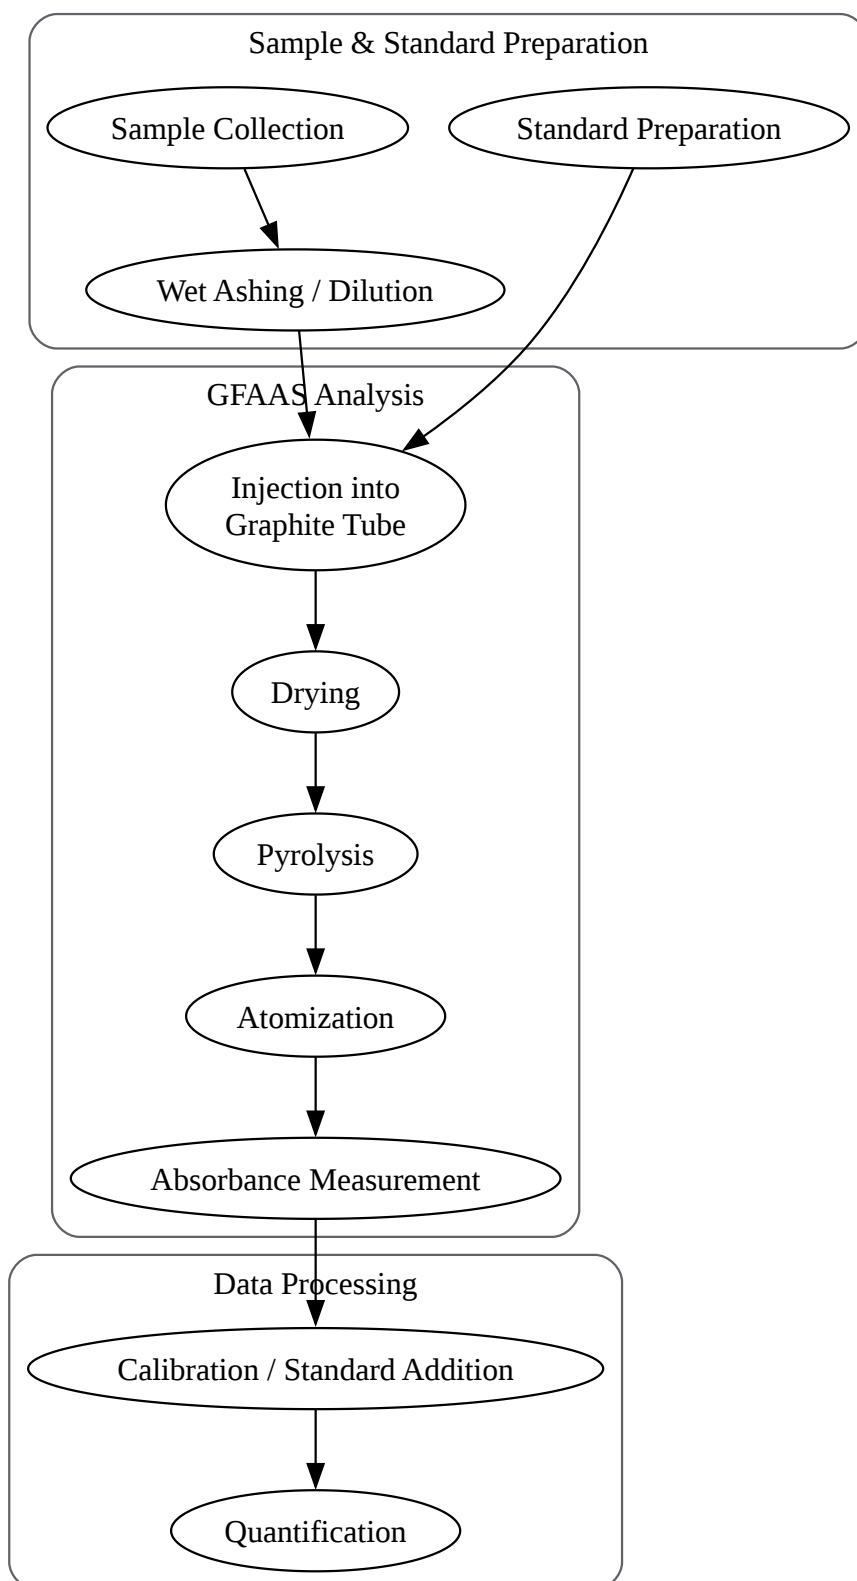 Sample & Standard Preparation
Sample Collection
Standard Preparation
Wet Ashing / Dilution
GFAAS Analysis
Injection into
Graphite Tube
Drying
Pyrolysis
Atomization
Absorbance Measurement
Data Processing
Calibration / Standard Addition
Quantification